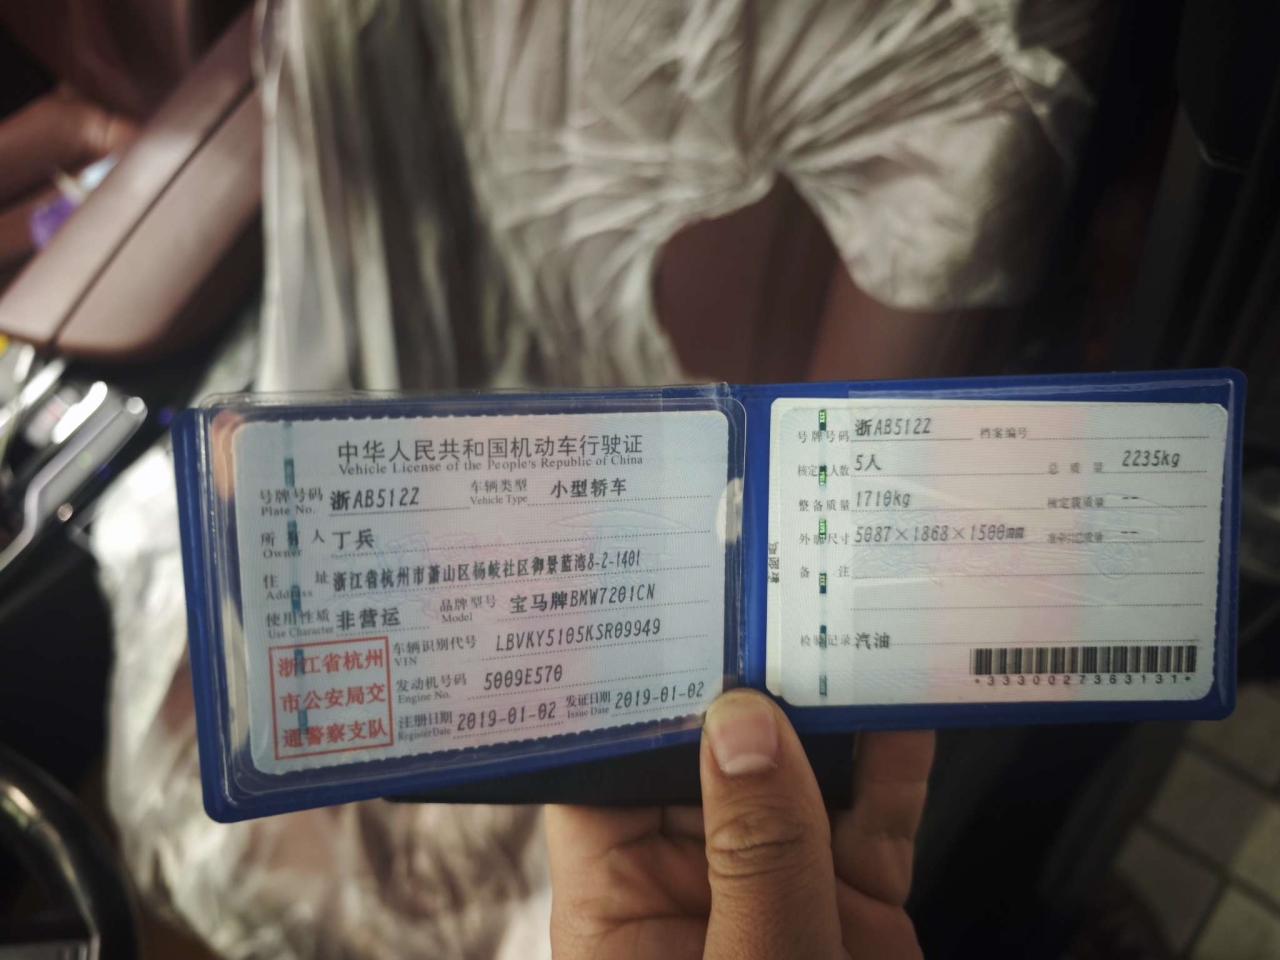 中华人民共和国机动车行驶证
Vehicle License of the People's Republic of China
号牌号码 浙AB512Z 车辆类型 小型轿车
Plate No. Vehicle Type
所有人 丁兵
Owner
住址 浙江省杭州市萧山区杨岐社区御景蓝湾8-2-1401
Address
使用性质 非营运 品牌型号 宝马牌BMW7201CN
Use Character Model
浙江省杭州
市公安局交
通警察支队
车辆识别代号 LBVKY5105KSR09949
VIN
发动机号码 5009E570
Engine No.
注册日期 2019-01-02 发证日期 2019-01-02
Register Date Issue Date
号牌号码 浙AB512Z 档案编号
核定人数 5人 总质量 2235kg
整备质量 1710kg 核定载质量 --
外廓尺寸 5087×1868×1500mm 准牵引总质量 --
备注
检验记录 汽油
*3330027363131*